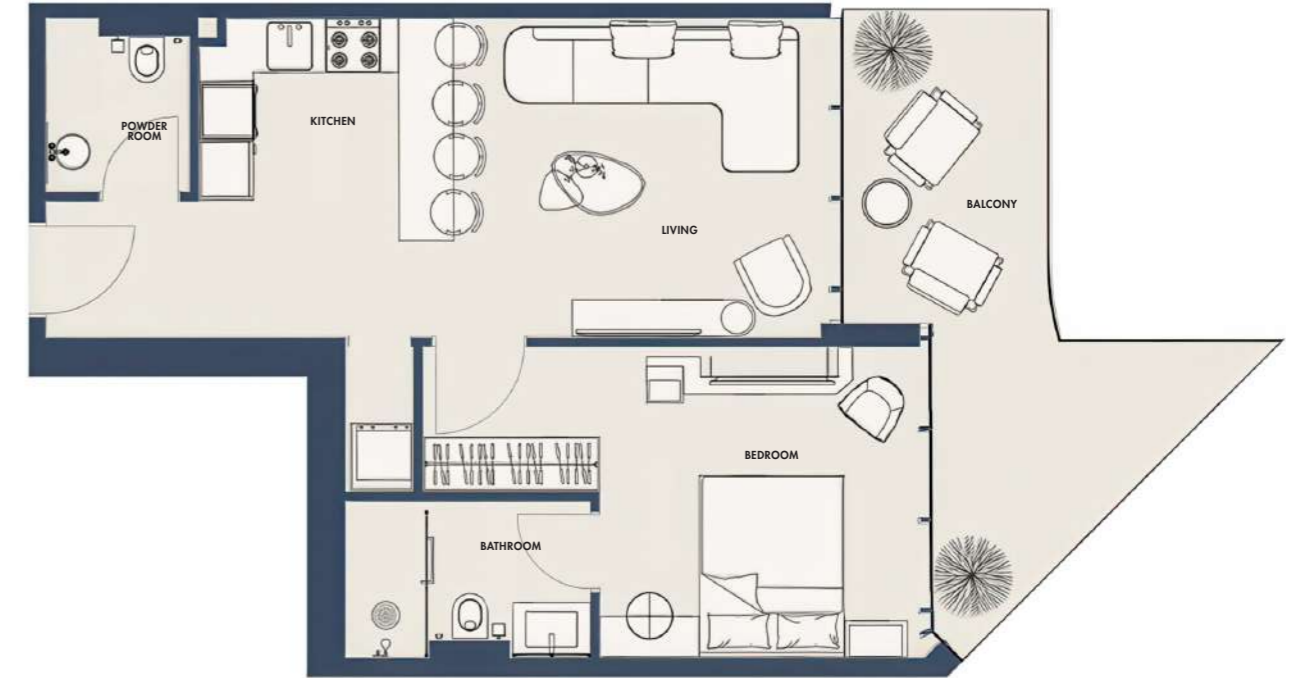 POWDER
ROOM
KITCHEN
LIVING
BALCONY
BEDROOM
BATHROOM